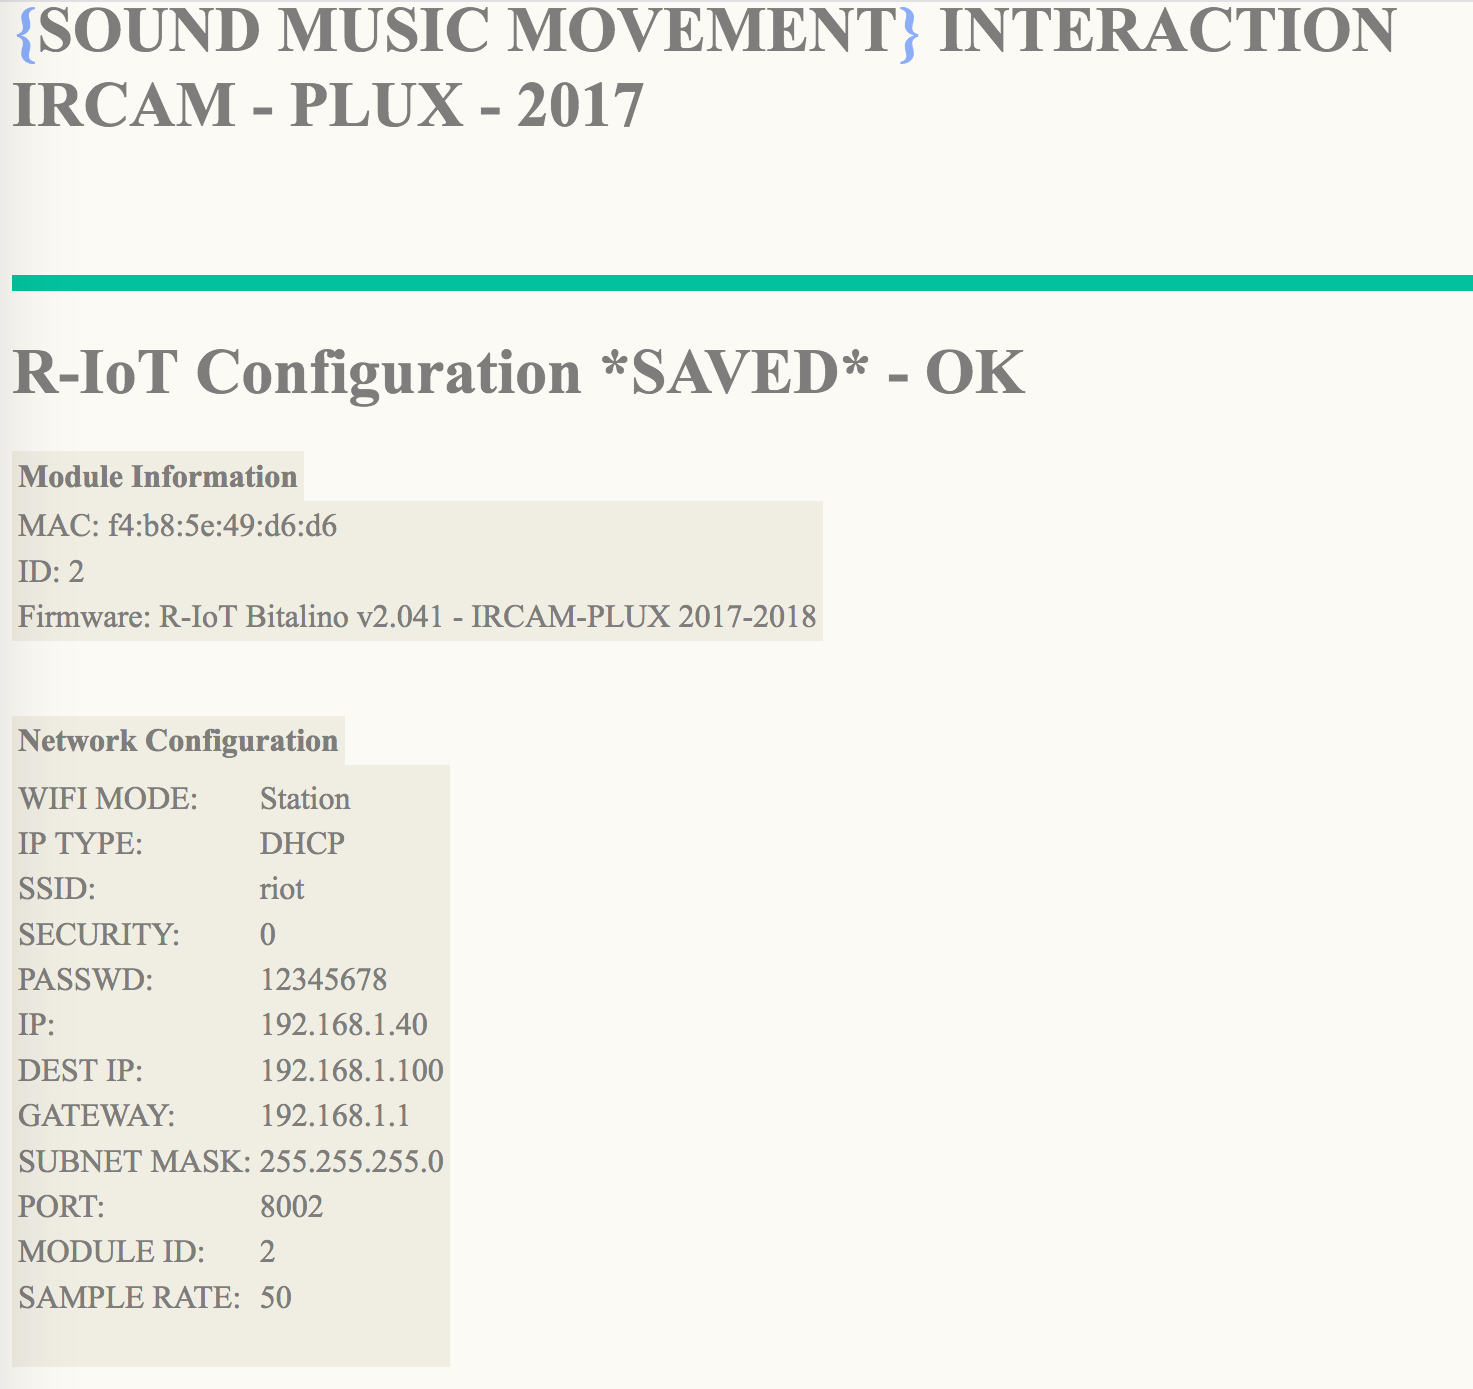 {SOUND MUSIC MOVEMENT} INTERACTION
IRCAM - PLUX - 2017
R-IoT Configuration *SAVED* - OK
Module Information
MAC: f4:b8:5e:49:d6:d6
ID: 2
Firmware: R-IoT Bitalino v2.041 - IRCAM-PLUX 2017-2018
Network Configuration
WIFI MODE: Station
IP TYPE: DHCP
SSID: riot
SECURITY: 0
PASSWD: 12345678
IP: 192.168.1.40
DEST IP: 192.168.1.100
GATEWAY: 192.168.1.1
SUBNET MASK: 255.255.255.0
PORT: 8002
MODULE ID: 2
SAMPLE RATE: 50